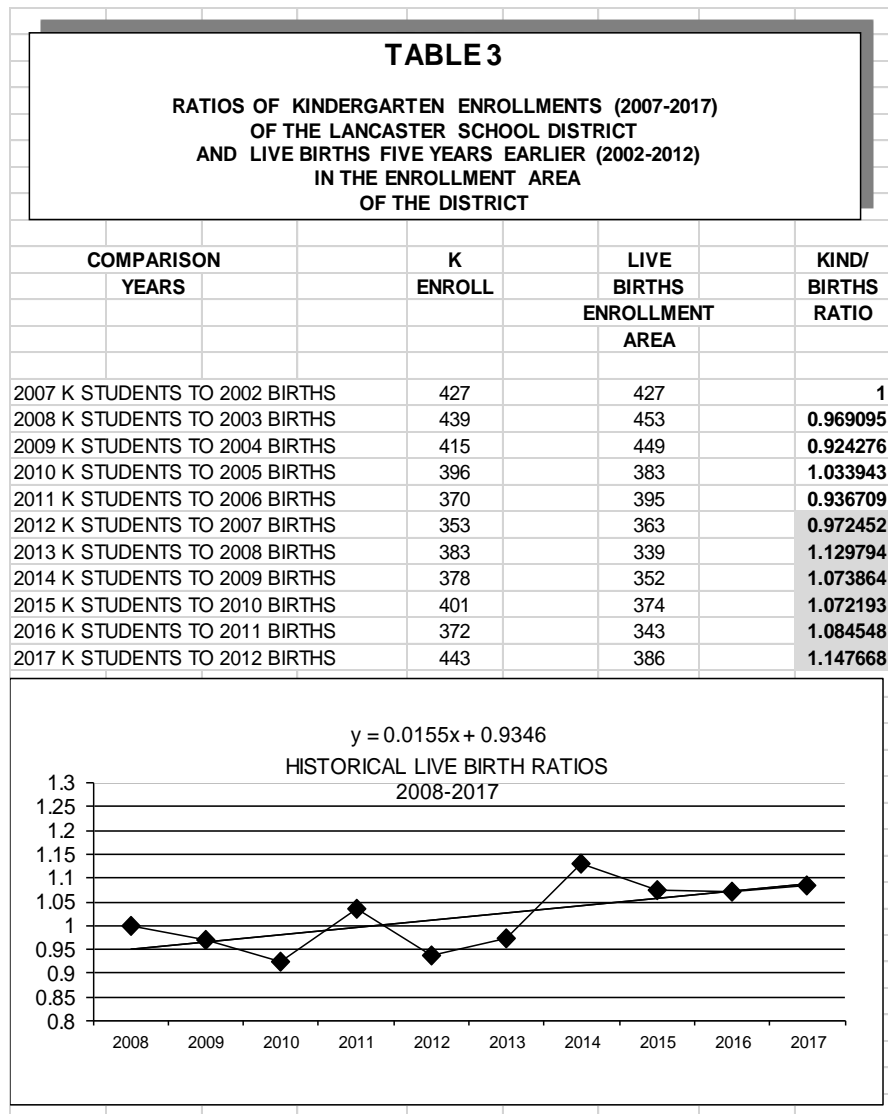 TABLE 3
RATIOS OF KINDERGARTEN ENROLLMENTS (2007-2017)
OF THE LANCASTER SCHOOL DISTRICT
AND LIVE BIRTHS FIVE YEARS EARLIER (2002-2012)
IN THE ENROLLMENT AREA
OF THE DISTRICT
COMPARISON K LIVE KIND/
YEARS ENROLL BIRTHS BIRTHS
ENROLLMENT RATIO
AREA
2007 K STUDENTS TO 2002 BIRTHS 427 427 1
2008 K STUDENTS TO 2003 BIRTHS 439 453 0.969095
2009 K STUDENTS TO 2004 BIRTHS 415 449 0.924276
2010 K STUDENTS TO 2005 BIRTHS 396 383 1.033943
2011 K STUDENTS TO 2006 BIRTHS 370 395 0.936709
2012 K STUDENTS TO 2007 BIRTHS 353 363 0.972452
2013 K STUDENTS TO 2008 BIRTHS 383 339 1.129794
2014 K STUDENTS TO 2009 BIRTHS 378 352 1.073864
2015 K STUDENTS TO 2010 BIRTHS 401 374 1.072193
2016 K STUDENTS TO 2011 BIRTHS 372 343 1.084548
2017 K STUDENTS TO 2012 BIRTHS 443 386 1.147668
y = 0.0155x + 0.9346
HISTORICAL LIVE BIRTH RATIOS
2008-2017
1.3
1.25
1.2
1.15
1.1
1.05
1
0.95
0.9
0.85
0.8
2008 2009 2010 2011 2012 2013 2014 2015 2016 2017